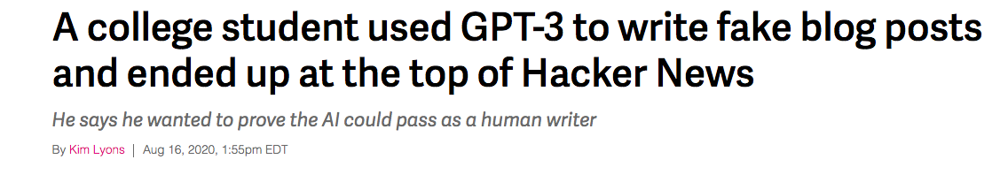 A college student used GPT-3 to write fake blog posts
and ended up at the top of Hacker News
He says he wanted to prove the AI could pass as a human writer
By Kim Lyons | Aug 16, 2020, 1:55pm EDT